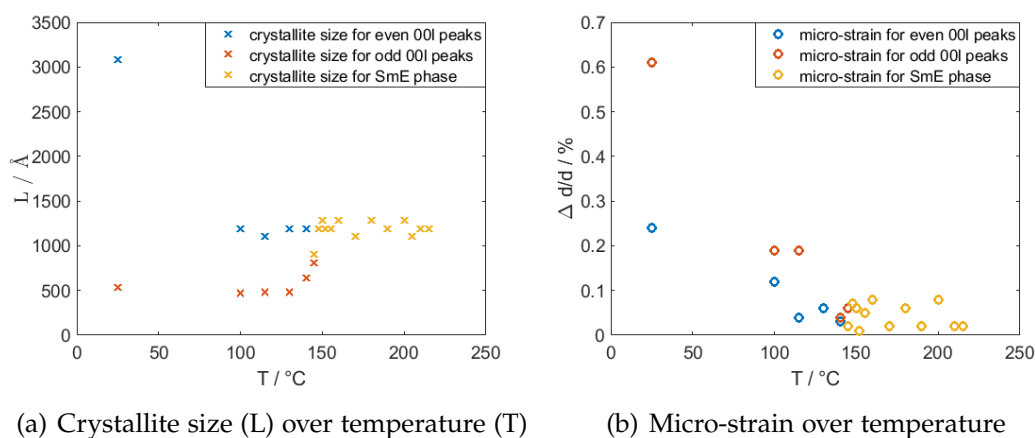 3500
3000
2500
2000
1500
1000
500
0
L / Å
crystallite size for even 00l peaks
crystallite size for odd 00l peaks
crystallite size for SmE phase
0 50 100 150 200 250
T / °C
0.7
0.6
0.5
0.4
0.3
0.2
0.1
0
Δ d/d / %
micro-strain for even 00l peaks
micro-strain for odd 00l peaks
micro-strain for SmE phase
0 50 100 150 200 250
T / °C
(a) Crystallite size (L) over temperature (T)
(b) Micro-strain over temperature